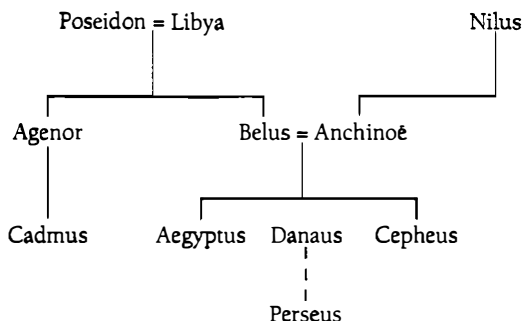 Poseidon = Libya Nilus
Agenor Belus = Anchinoë
Cadmus Aegyptus Danaus Cepheus
Perseus